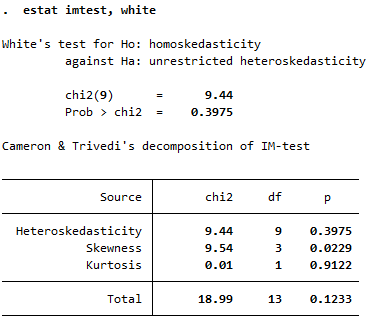 . estat imtest, white
White's test for Ho: homoskedasticity
against Ha: unrestricted heteroskedasticity
chi2(9) = 9.44
Prob > chi2 = 0.3975
Cameron & Trivedi's decomposition of IM-test
Source chi2 df p
Heteroskedasticity 9.44 9 0.3975
Skewness 9.54 3 0.0229
Kurtosis 0.01 1 0.9122
Total 18.99 13 0.1233